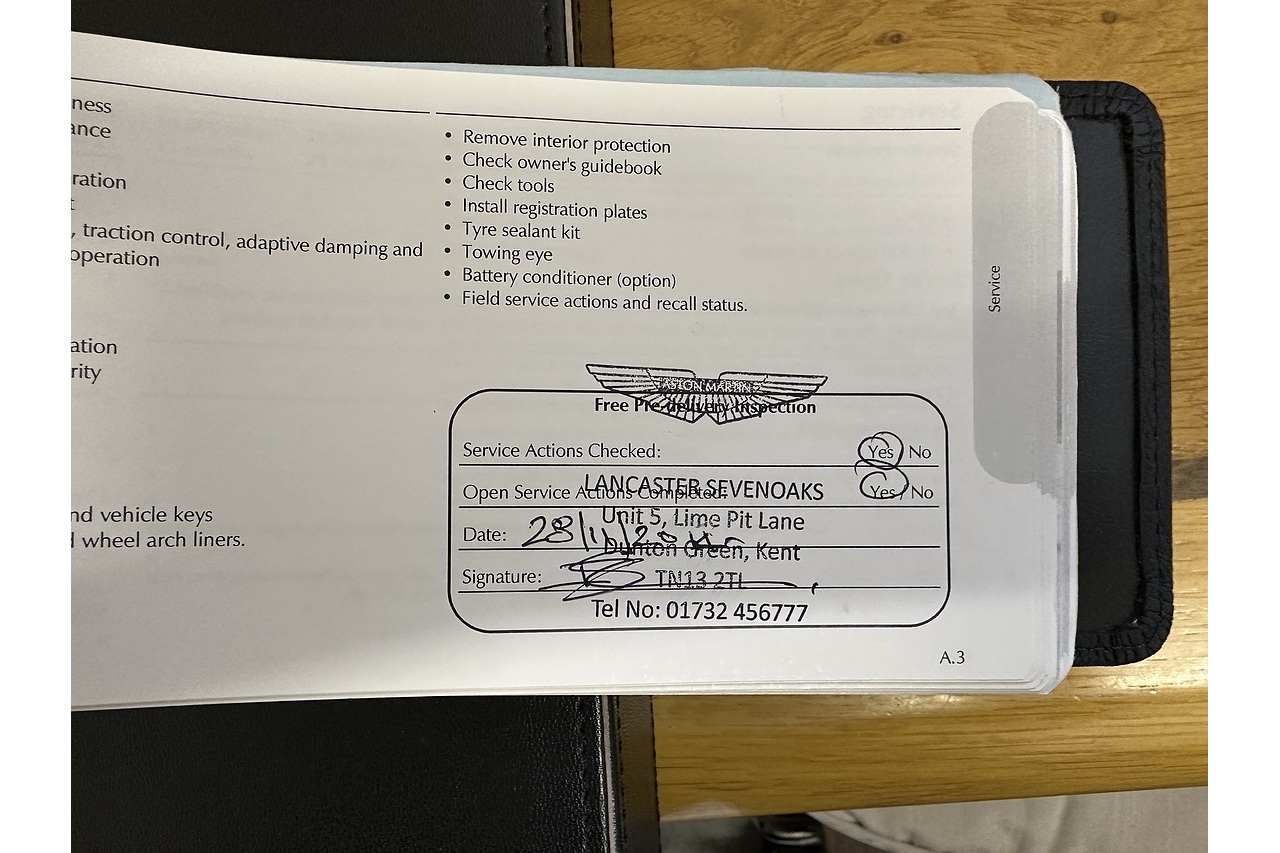 ness
ance
ration
t
, traction control, adaptive damping and
operation
ation
rity
nd vehicle keys
d wheel arch liners.
• Remove interior protection
• Check owner's guidebook
• Check tools
• Install registration plates
• Tyre sealant kit
• Towing eye
• Battery conditioner (option)
• Field service actions and recall status.
Service
ASTON MARTIN
Free Pre-delivery Inspection
Service Actions Checked: Yes / No
Open Service Actions Completed: Yes / No
LANCASTER SEVENOAKS
Unit 5, Lime Pit Lane
Date: 28/11/20
Dunton Green, Kent
Signature:
TN13 2TL
Tel No: 01732 456777
A.3